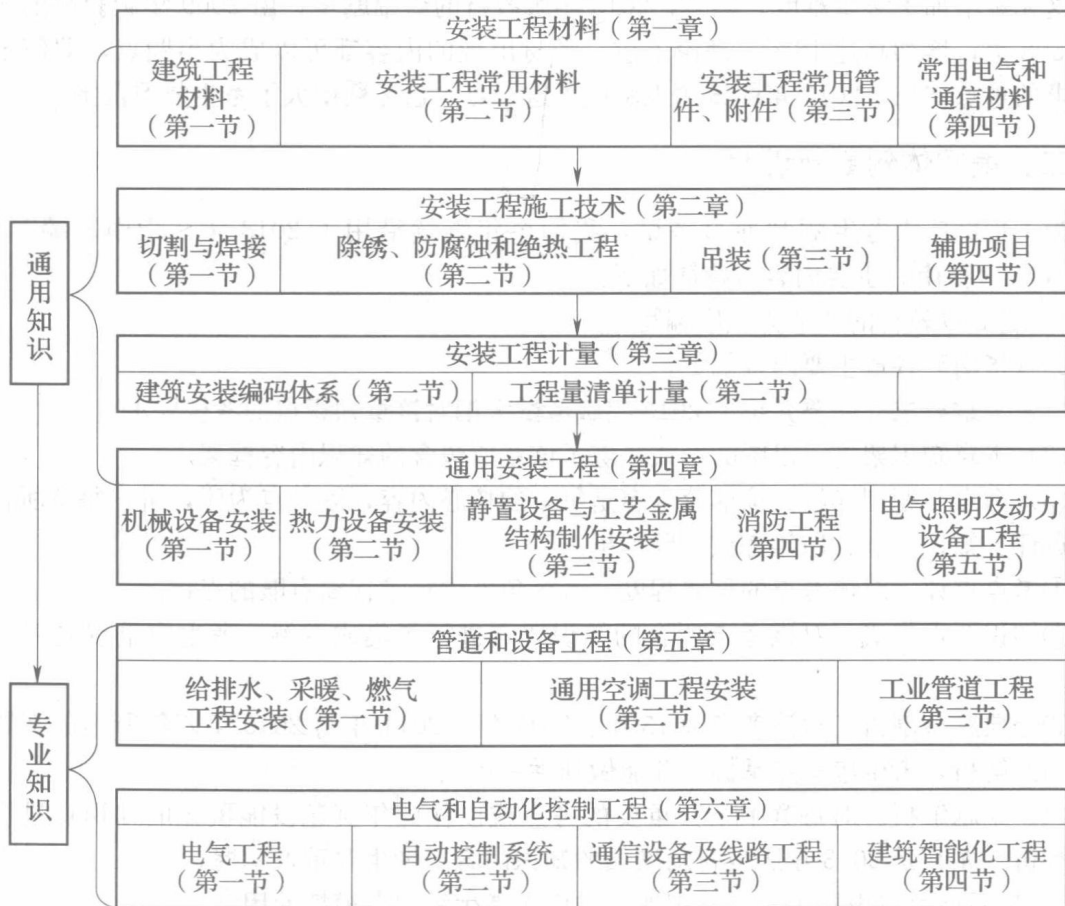 安装工程材料（第一章）
建筑工程
材料
（第一节）
安装工程常用材料
（第二节）
安装工程常用管
件、附件（第三节）
常用电气和
通信材料
（第四节）
通用知识
安装工程施工技术（第二章）
切割与焊接
（第一节）
除锈、防腐蚀和绝热工程
（第二节）
吊装（第三节）
辅助项目
（第四节）
安装工程计量（第三章）
建筑安装编码体系（第一节）
工程量清单计量（第二节）
通用安装工程（第四章）
机械设备安装
（第一节）
热力设备安装
（第二节）
静置设备与工艺金属
结构制作安装
（第三节）
消防工程
（第四节）
电气照明及动力
设备工程
（第五节）
专业知识
管道和设备工程（第五章）
给排水、采暖、燃气
工程安装（第一节）
通用空调工程安装
（第二节）
工业管道工程
（第三节）
电气和自动化控制工程（第六章）
电气工程
（第一节）
自动控制系统
（第二节）
通信设备及线路工程
（第三节）
建筑智能化工程
（第四节）